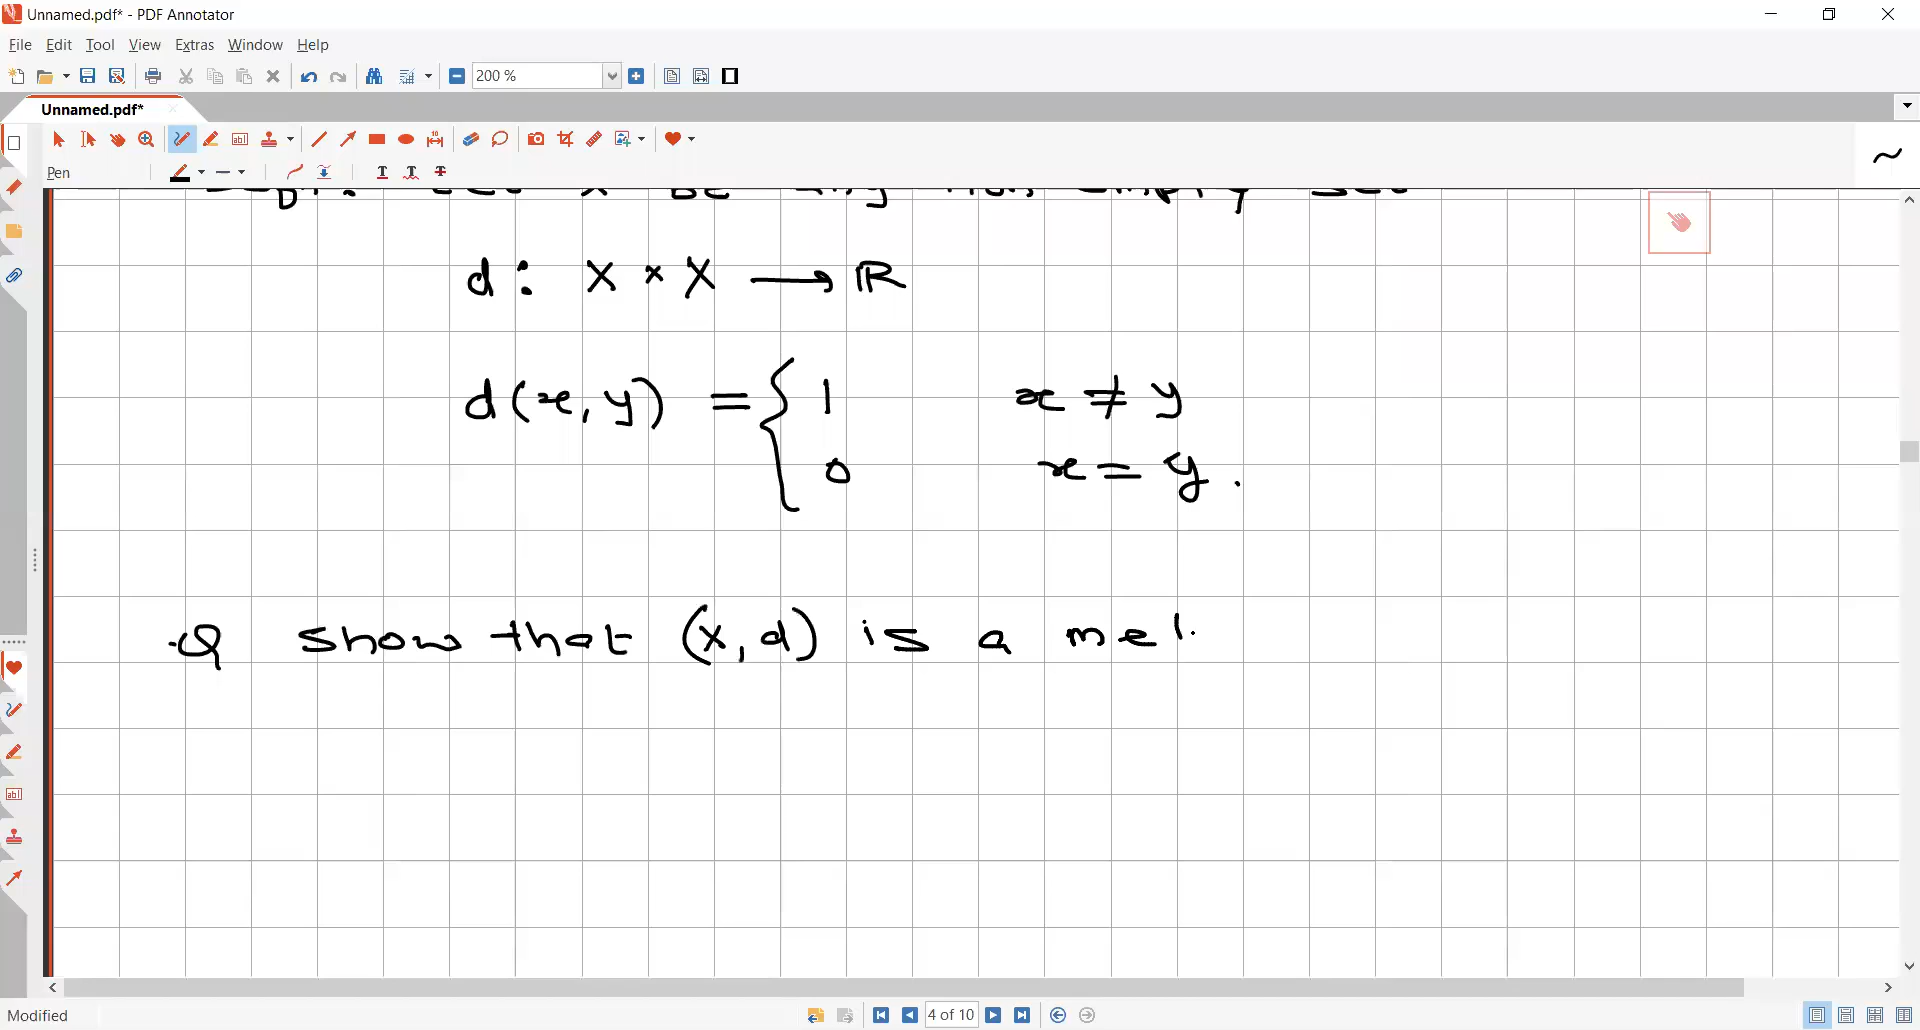 Unnamed.pdf* - PDF Annotator
File Edit Tool View Extras Window Help
200 %
Unnamed.pdf*
Pen
d : X × X ⟶ ℝ
d(x, y) = { 1 x ≠ y
0 x = y .
Q show that (X, d) is a met
Modified
4 of 10